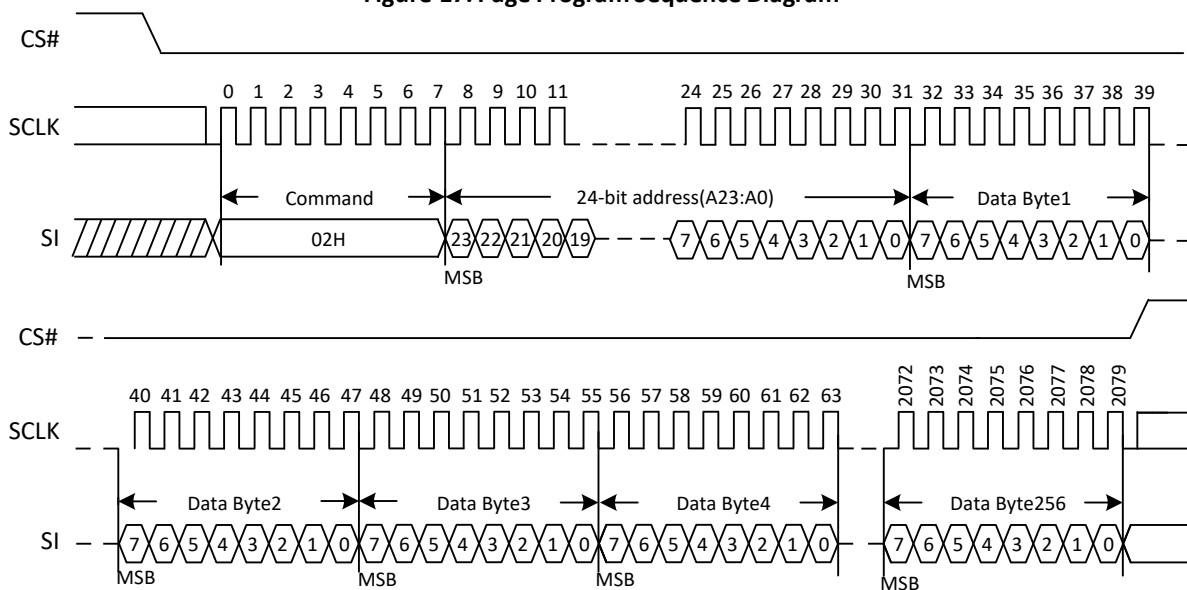 CS#
0 1 2 3 4 5 6 7 8 9 10 11 24 25 26 27 28 29 30 31 32 33 34 35 36 37 38 39
SCLK
Command 24-bit address(A23:A0) Data Byte1
SI 02H 23 22 21 20 19 7 6 5 4 3 2 1 0 7 6 5 4 3 2 1 0
MSB MSB
CS#
40 41 42 43 44 45 46 47 48 49 50 51 52 53 54 55 56 57 58 59 60 61 62 63 2072 2073 2074 2075 2076 2077 2078 2079
SCLK
Data Byte2 Data Byte3 Data Byte4 Data Byte256
SI 7 6 5 4 3 2 1 0 7 6 5 4 3 2 1 0 7 6 5 4 3 2 1 0 7 6 5 4 3 2 1 0
MSB MSB MSB MSB